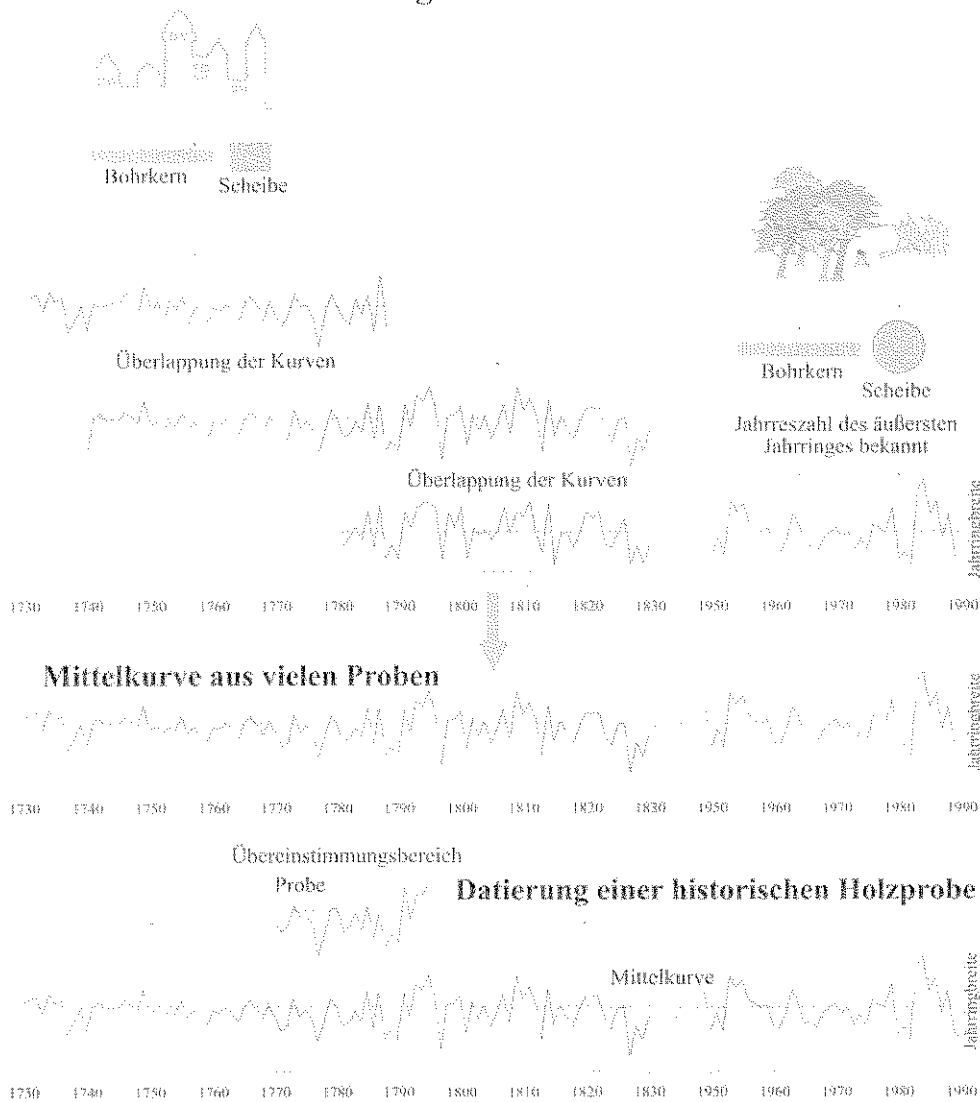 Bohrkern
Scheibe
Überlappung der Kurven
Bohrkern
Scheibe
Jahrreszahl des äußersten
Jahrringes bekannt
Überlappung der Kurven
Jahrringbreite
1730 1740 1750 1760 1770 1780 1790 1800 1810 1820 1830 1950 1960 1970 1980 1990
Mittelkurve aus vielen Proben
Jahrringbreite
1730 1740 1750 1760 1770 1780 1790 1800 1810 1820 1830 1950 1960 1970 1980 1990
Übereinstimmungsbereich
Probe
Datierung einer historischen Holzprobe
Mittelkurve
Jahrringbreite
1730 1740 1750 1760 1770 1780 1790 1800 1810 1820 1830 1950 1960 1970 1980 1990